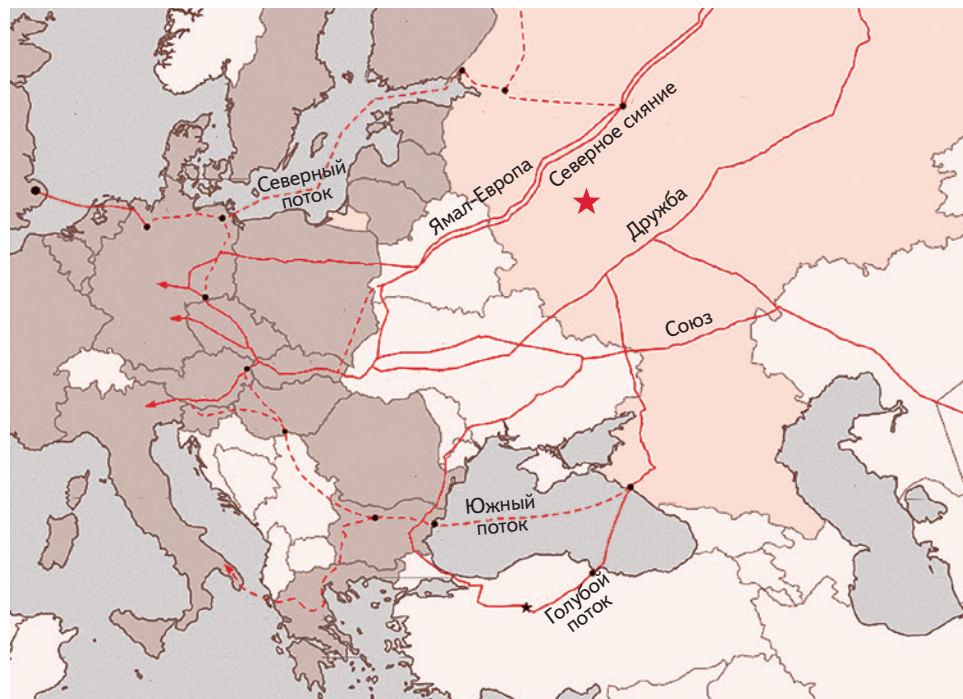 Ямал-Европа
Северное сияние
Северный
поток
Дружба
Союз
Южный
поток
Голубой
поток